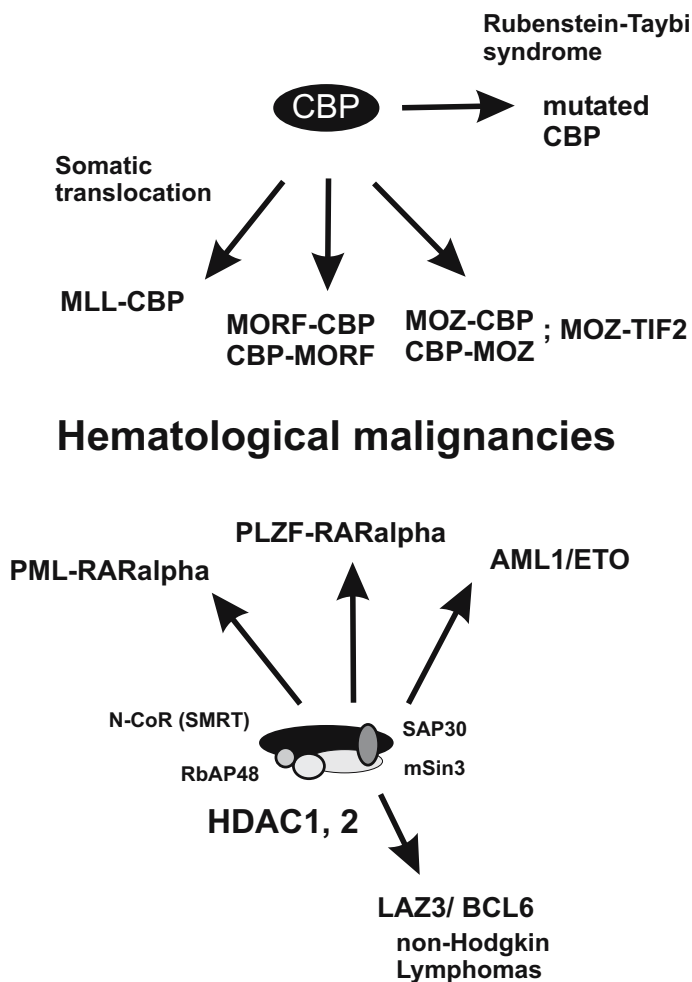 Rubenstein-Taybi
syndrome
CBP
mutated
CBP
Somatic
translocation
MLL-CBP
MORF-CBP
CBP-MORF
MOZ-CBP
CBP-MOZ
; MOZ-TIF2
Hematological malignancies
PLZF-RARalpha
PML-RARalpha
AML1/ETO
N-CoR (SMRT)
SAP30
RbAP48
mSin3
HDAC1, 2
LAZ3/ BCL6
non-Hodgkin
Lymphomas